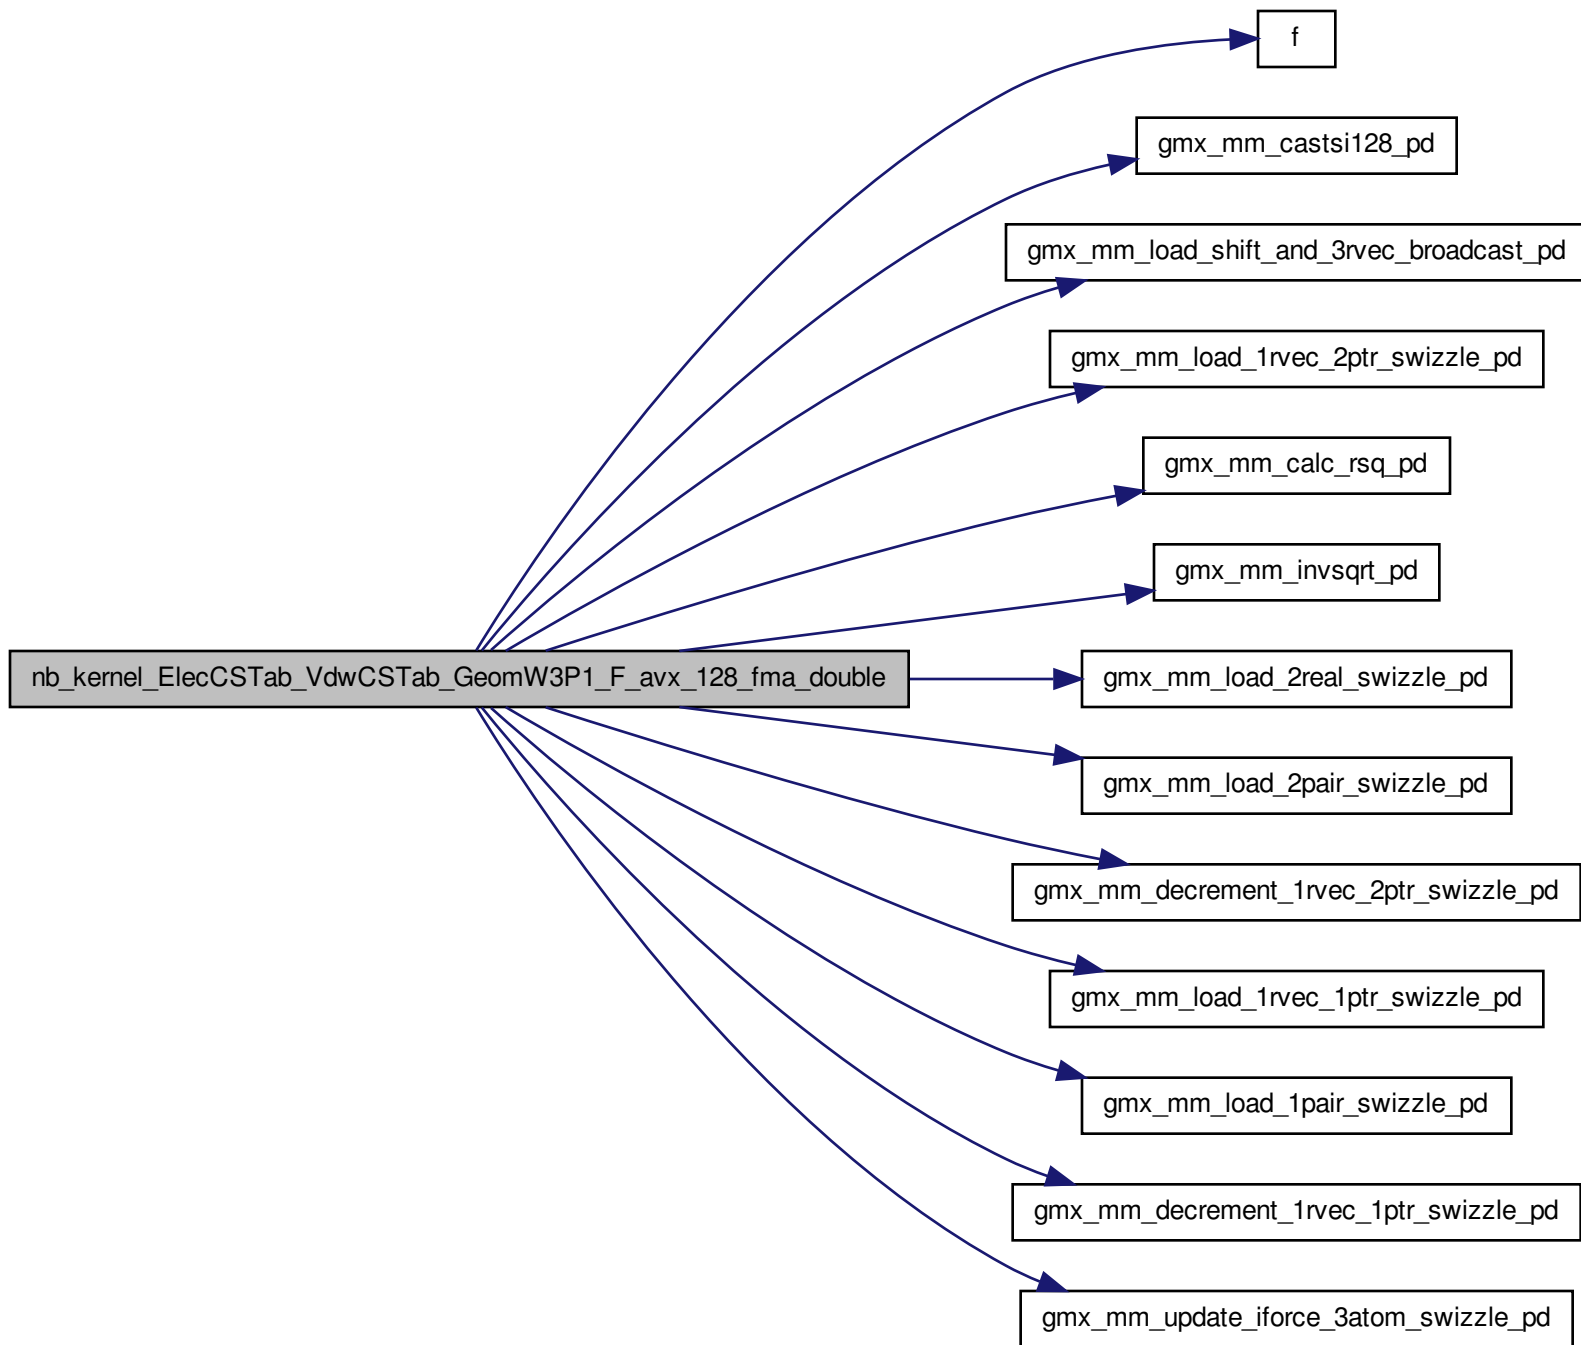 f
gmx_mm_castsi128_pd
gmx_mm_load_shift_and_3rvec_broadcast_pd
gmx_mm_load_1rvec_2ptr_swizzle_pd
gmx_mm_calc_rsq_pd
gmx_mm_invsqrt_pd
nb_kernel_ElecCSTab_VdwCSTab_GeomW3P1_F_avx_128_fma_double
gmx_mm_load_2real_swizzle_pd
gmx_mm_load_2pair_swizzle_pd
gmx_mm_decrement_1rvec_2ptr_swizzle_pd
gmx_mm_load_1rvec_1ptr_swizzle_pd
gmx_mm_load_1pair_swizzle_pd
gmx_mm_decrement_1rvec_1ptr_swizzle_pd
gmx_mm_update_iforce_3atom_swizzle_pd